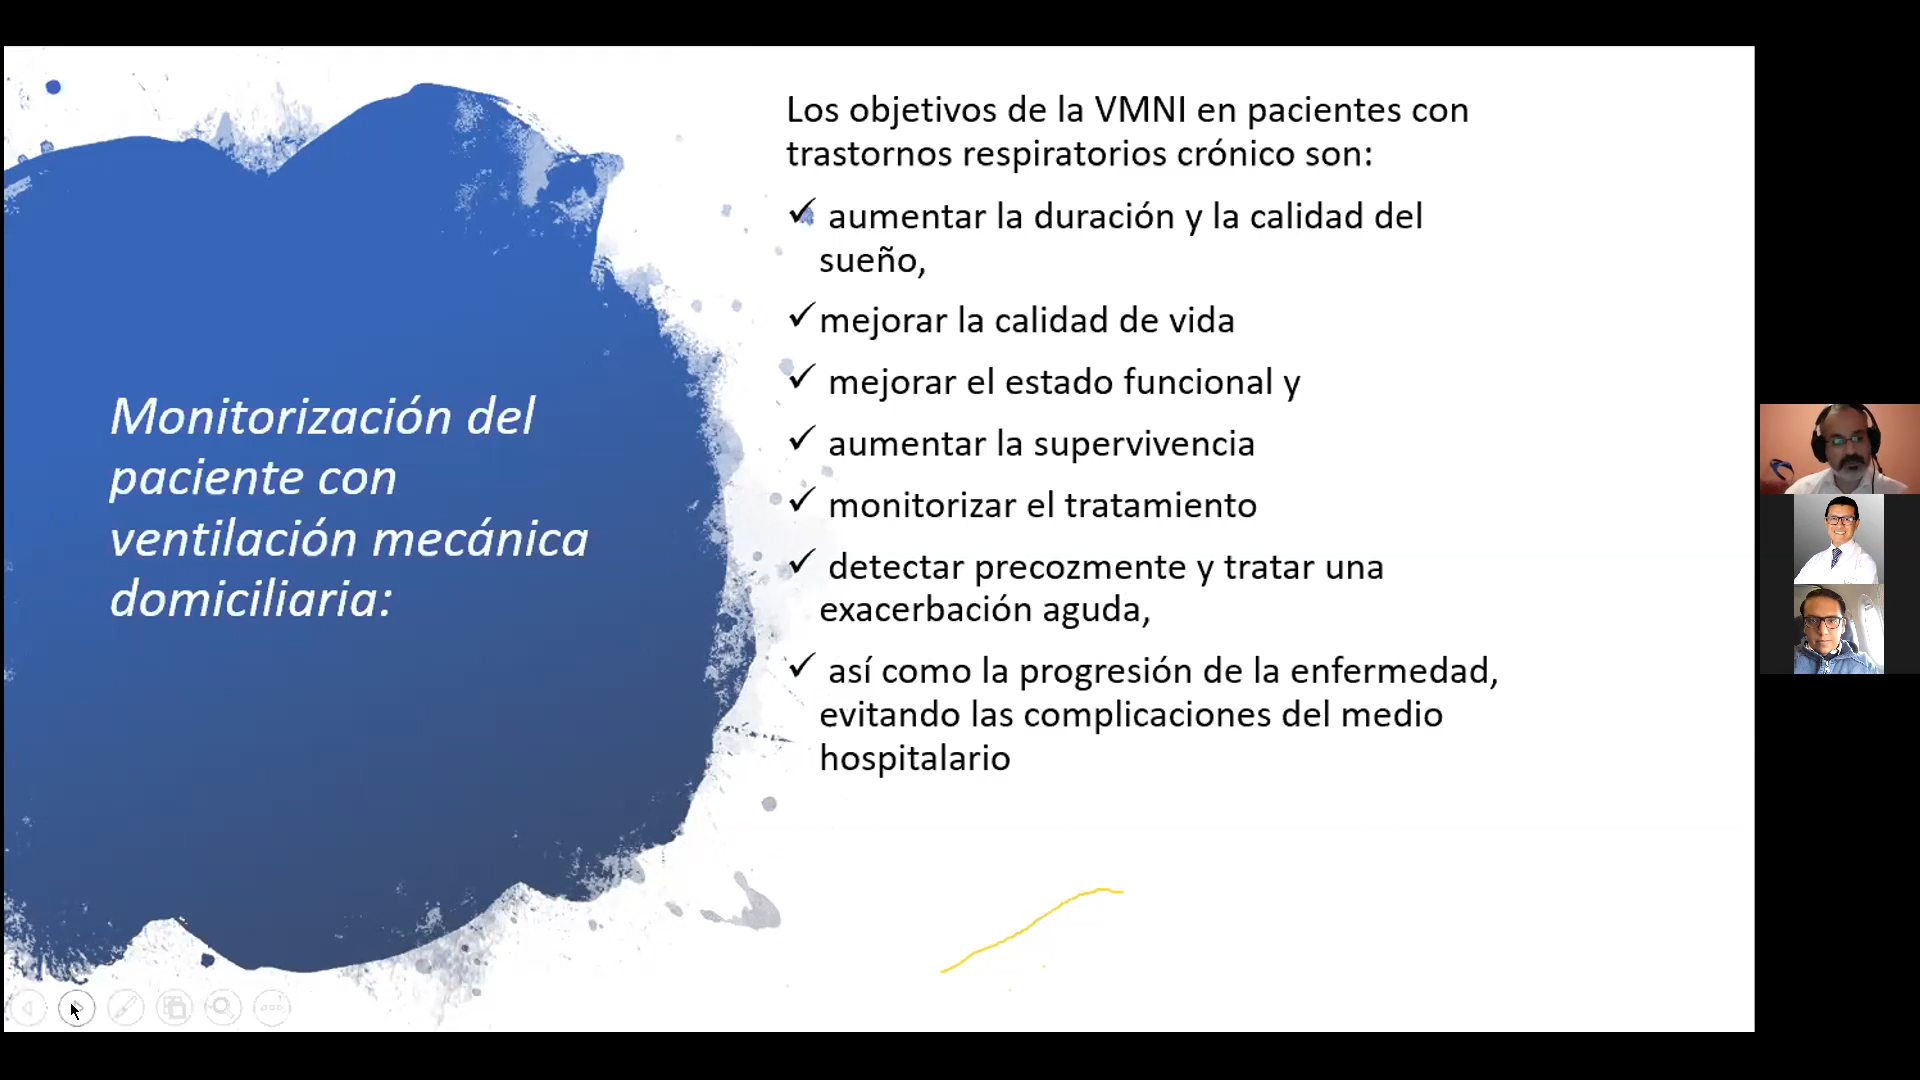 Monitorización del
paciente con
ventilación mecánica
domiciliaria:
Los objetivos de la VMNI en pacientes con
trastornos respiratorios crónico son:
✓ aumentar la duración y la calidad del
sueño,
✓mejorar la calidad de vida
✓ mejorar el estado funcional y
✓ aumentar la supervivencia
✓ monitorizar el tratamiento
✓ detectar precozmente y tratar una
exacerbación aguda,
✓ así como la progresión de la enfermedad,
evitando las complicaciones del medio
hospitalario